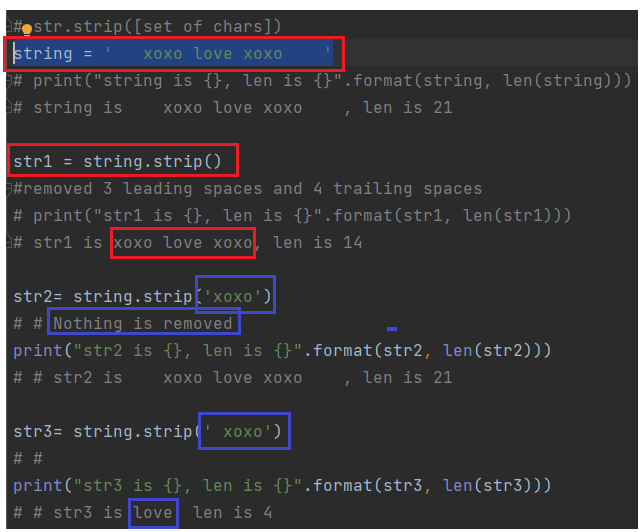 # str.strip([set of chars])
string = '   xoxo love xoxo    '
# print("string is {}, len is {}".format(string, len(string)))
# string is    xoxo love xoxo    , len is 21
str1 = string.strip()
#removed 3 leading spaces and 4 trailing spaces
# print("str1 is {}, len is {}".format(str1, len(str1)))
# str1 is xoxo love xoxo, len is 14
str2= string.strip('xoxo')
# # Nothing is removed
print("str2 is {}, len is {}".format(str2, len(str2)))
# # str2 is    xoxo love xoxo    , len is 21
str3= string.strip(' xoxo')
# #
print("str3 is {}, len is {}".format(str3, len(str3)))
# # str3 is love  len is 4